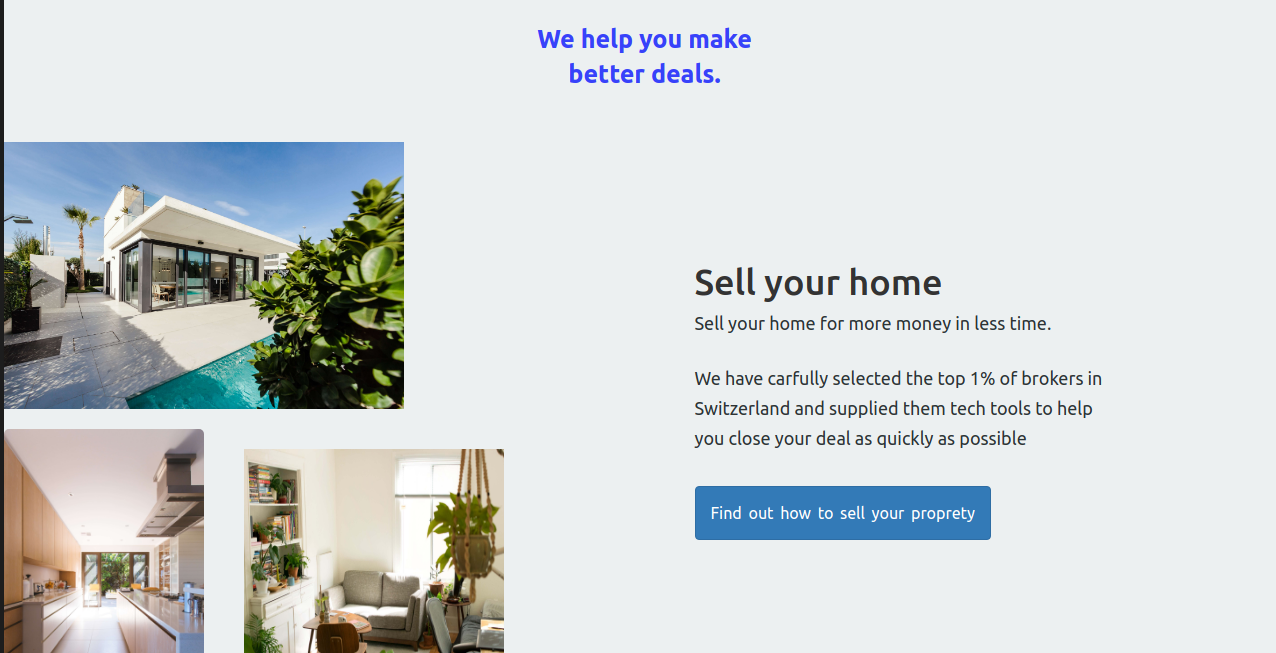 We help you make
better deals.
Sell your home
Sell your home for more money in less time.
We have carfully selected the top 1% of brokers in
Switzerland and supplied them tech tools to help
you close your deal as quickly as possible
Find out how to sell your proprety